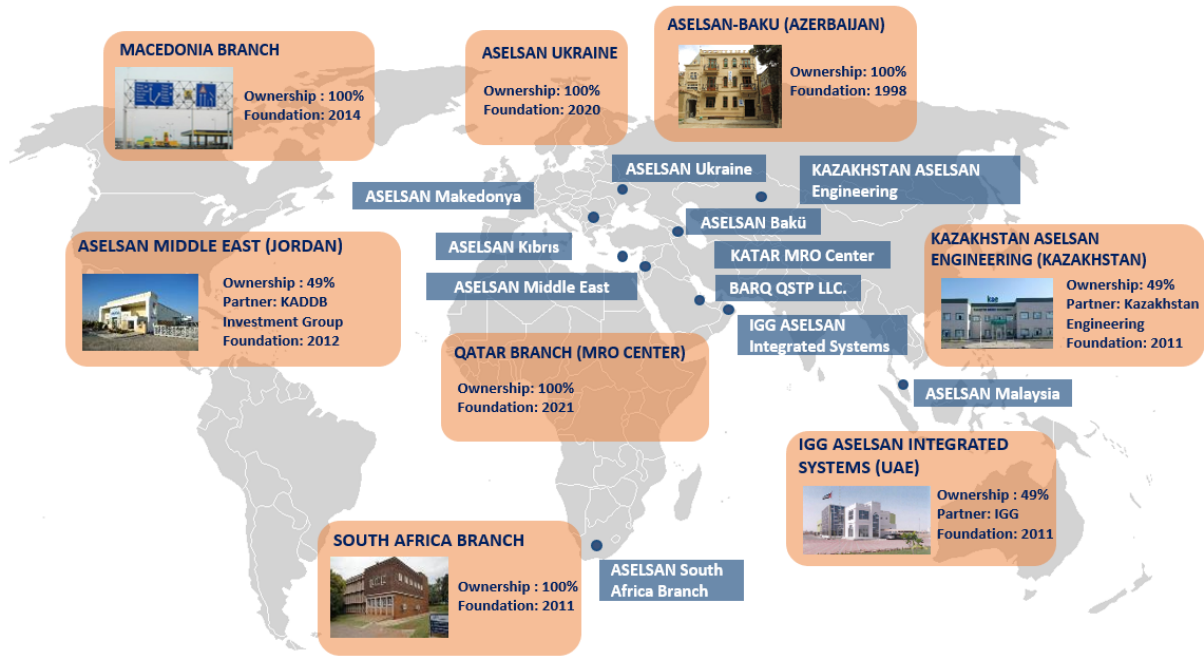 MACEDONIA BRANCH
Ownership : 100%
Foundation: 2014
ASELSAN UKRAINE
Ownership: 100%
Foundation: 2020
ASELSAN-BAKU (AZERBAIJAN)
Ownership: 100%
Foundation: 1998
ASELSAN Ukraine
KAZAKHSTAN ASELSAN
Engineering
ASELSAN Makedonya
ASELSAN Bakü
ASELSAN Kıbrıs
KATAR MRO Center
ASELSAN Middle East
BARQ QSTP LLC.
IGG ASELSAN
Integrated Systems
ASELSAN MIDDLE EAST (JORDAN)
Ownership : 49%
Partner: KADDB
Investment Group
Foundation: 2012
KAZAKHSTAN ASELSAN
ENGINEERING (KAZAKHSTAN)
kae
Ownership: 49%
Partner: Kazakhstan
Engineering
Foundation: 2011
QATAR BRANCH (MRO CENTER)
Ownership: 100%
Foundation: 2021
ASELSAN Malaysia
IGG ASELSAN INTEGRATED
SYSTEMS (UAE)
Ownership : 49%
Partner: IGG
Foundation: 2011
SOUTH AFRICA BRANCH
Ownership : 100%
Foundation: 2011
ASELSAN South
Africa Branch